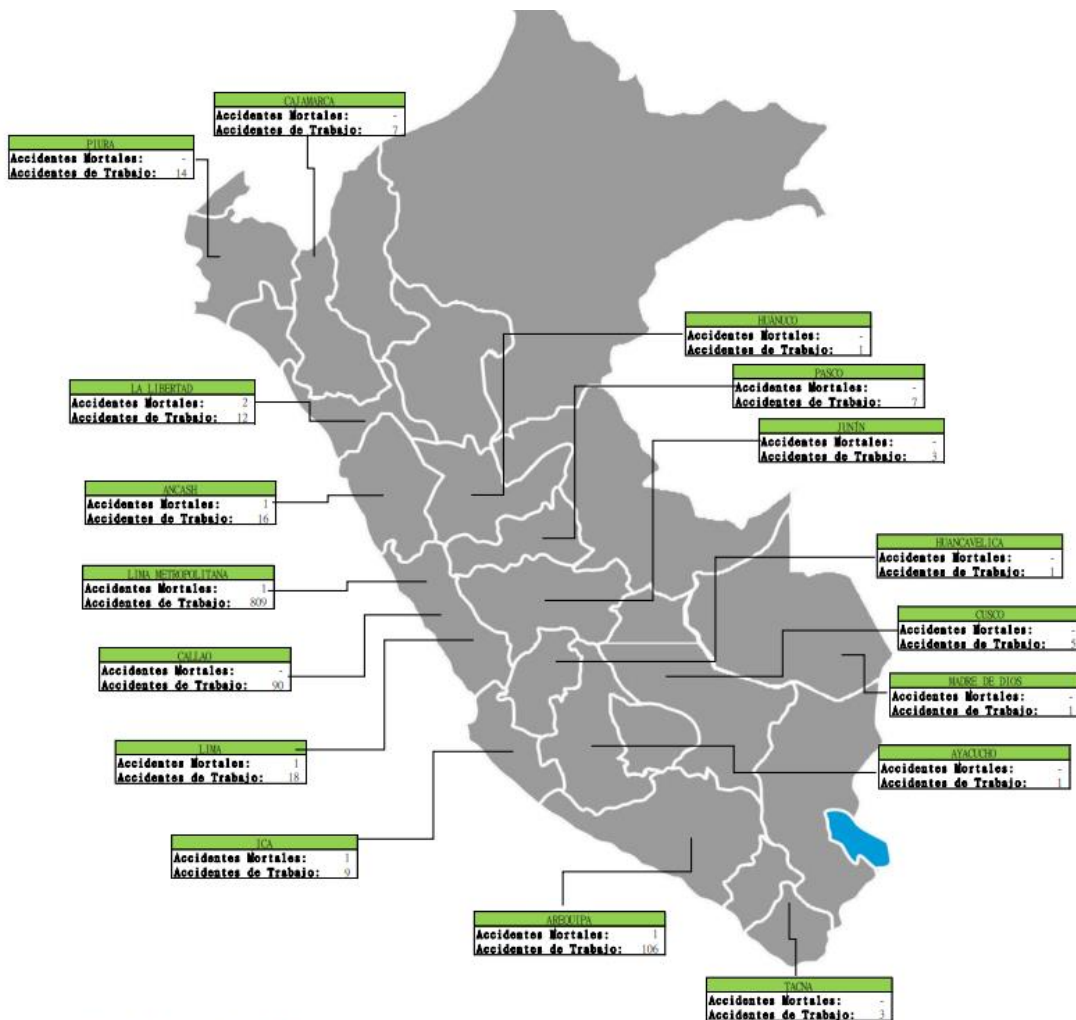 CAJAMARCA
Accidentes Mortales: -
Accidentes de Trabajo: 7
PIURA
Accidentes Mortales: -
Accidentes de Trabajo: 14
HUANUCO
Accidentes Mortales: -
Accidentes de Trabajo: 1
PASCO
Accidentes Mortales: -
Accidentes de Trabajo: 7
LA LIBERTAD
Accidentes Mortales: 2
Accidentes de Trabajo: 12
JUNÍN
Accidentes Mortales: -
Accidentes de Trabajo: 3
ANCASH
Accidentes Mortales: 1
Accidentes de Trabajo: 16
HUANCAVELICA
Accidentes Mortales: -
Accidentes de Trabajo: 1
LIMA METROPOLITANA
Accidentes Mortales: 1
Accidentes de Trabajo: 809
CUSCO
Accidentes Mortales: -
Accidentes de Trabajo: 5
CALLAO
Accidentes Mortales: -
Accidentes de Trabajo: 90
MADRE DE DIOS
Accidentes Mortales: -
Accidentes de Trabajo: 1
LIMA
Accidentes Mortales: 1
Accidentes de Trabajo: 18
AYACUCHO
Accidentes Mortales: -
Accidentes de Trabajo: 1
ICA
Accidentes Mortales: 1
Accidentes de Trabajo: 9
AREQUIPA
Accidentes Mortales: 1
Accidentes de Trabajo: 106
TACNA
Accidentes Mortales: -
Accidentes de Trabajo: 3